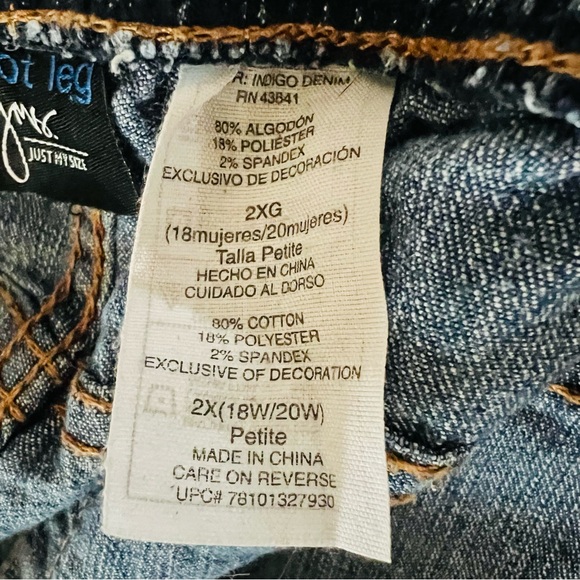 ot leg
jms.
JUST MY SIZE
R: INDIGO DENIM
RN 43841
80% ALGODÓN
18% POLIÉSTER
2% SPANDEX
EXCLUSIVO DE DECORACIÓN
2XG
(18mujeres/20mujeres)
Talla Petite
HECHO EN CHINA
CUIDADO AL DORSO
80% COTTON
18% POLYESTER
2% SPANDEX
EXCLUSIVE OF DECORATION
2X(18W/20W)
Petite
MADE IN CHINA
CARE ON REVERSE
UPC# 78101327930